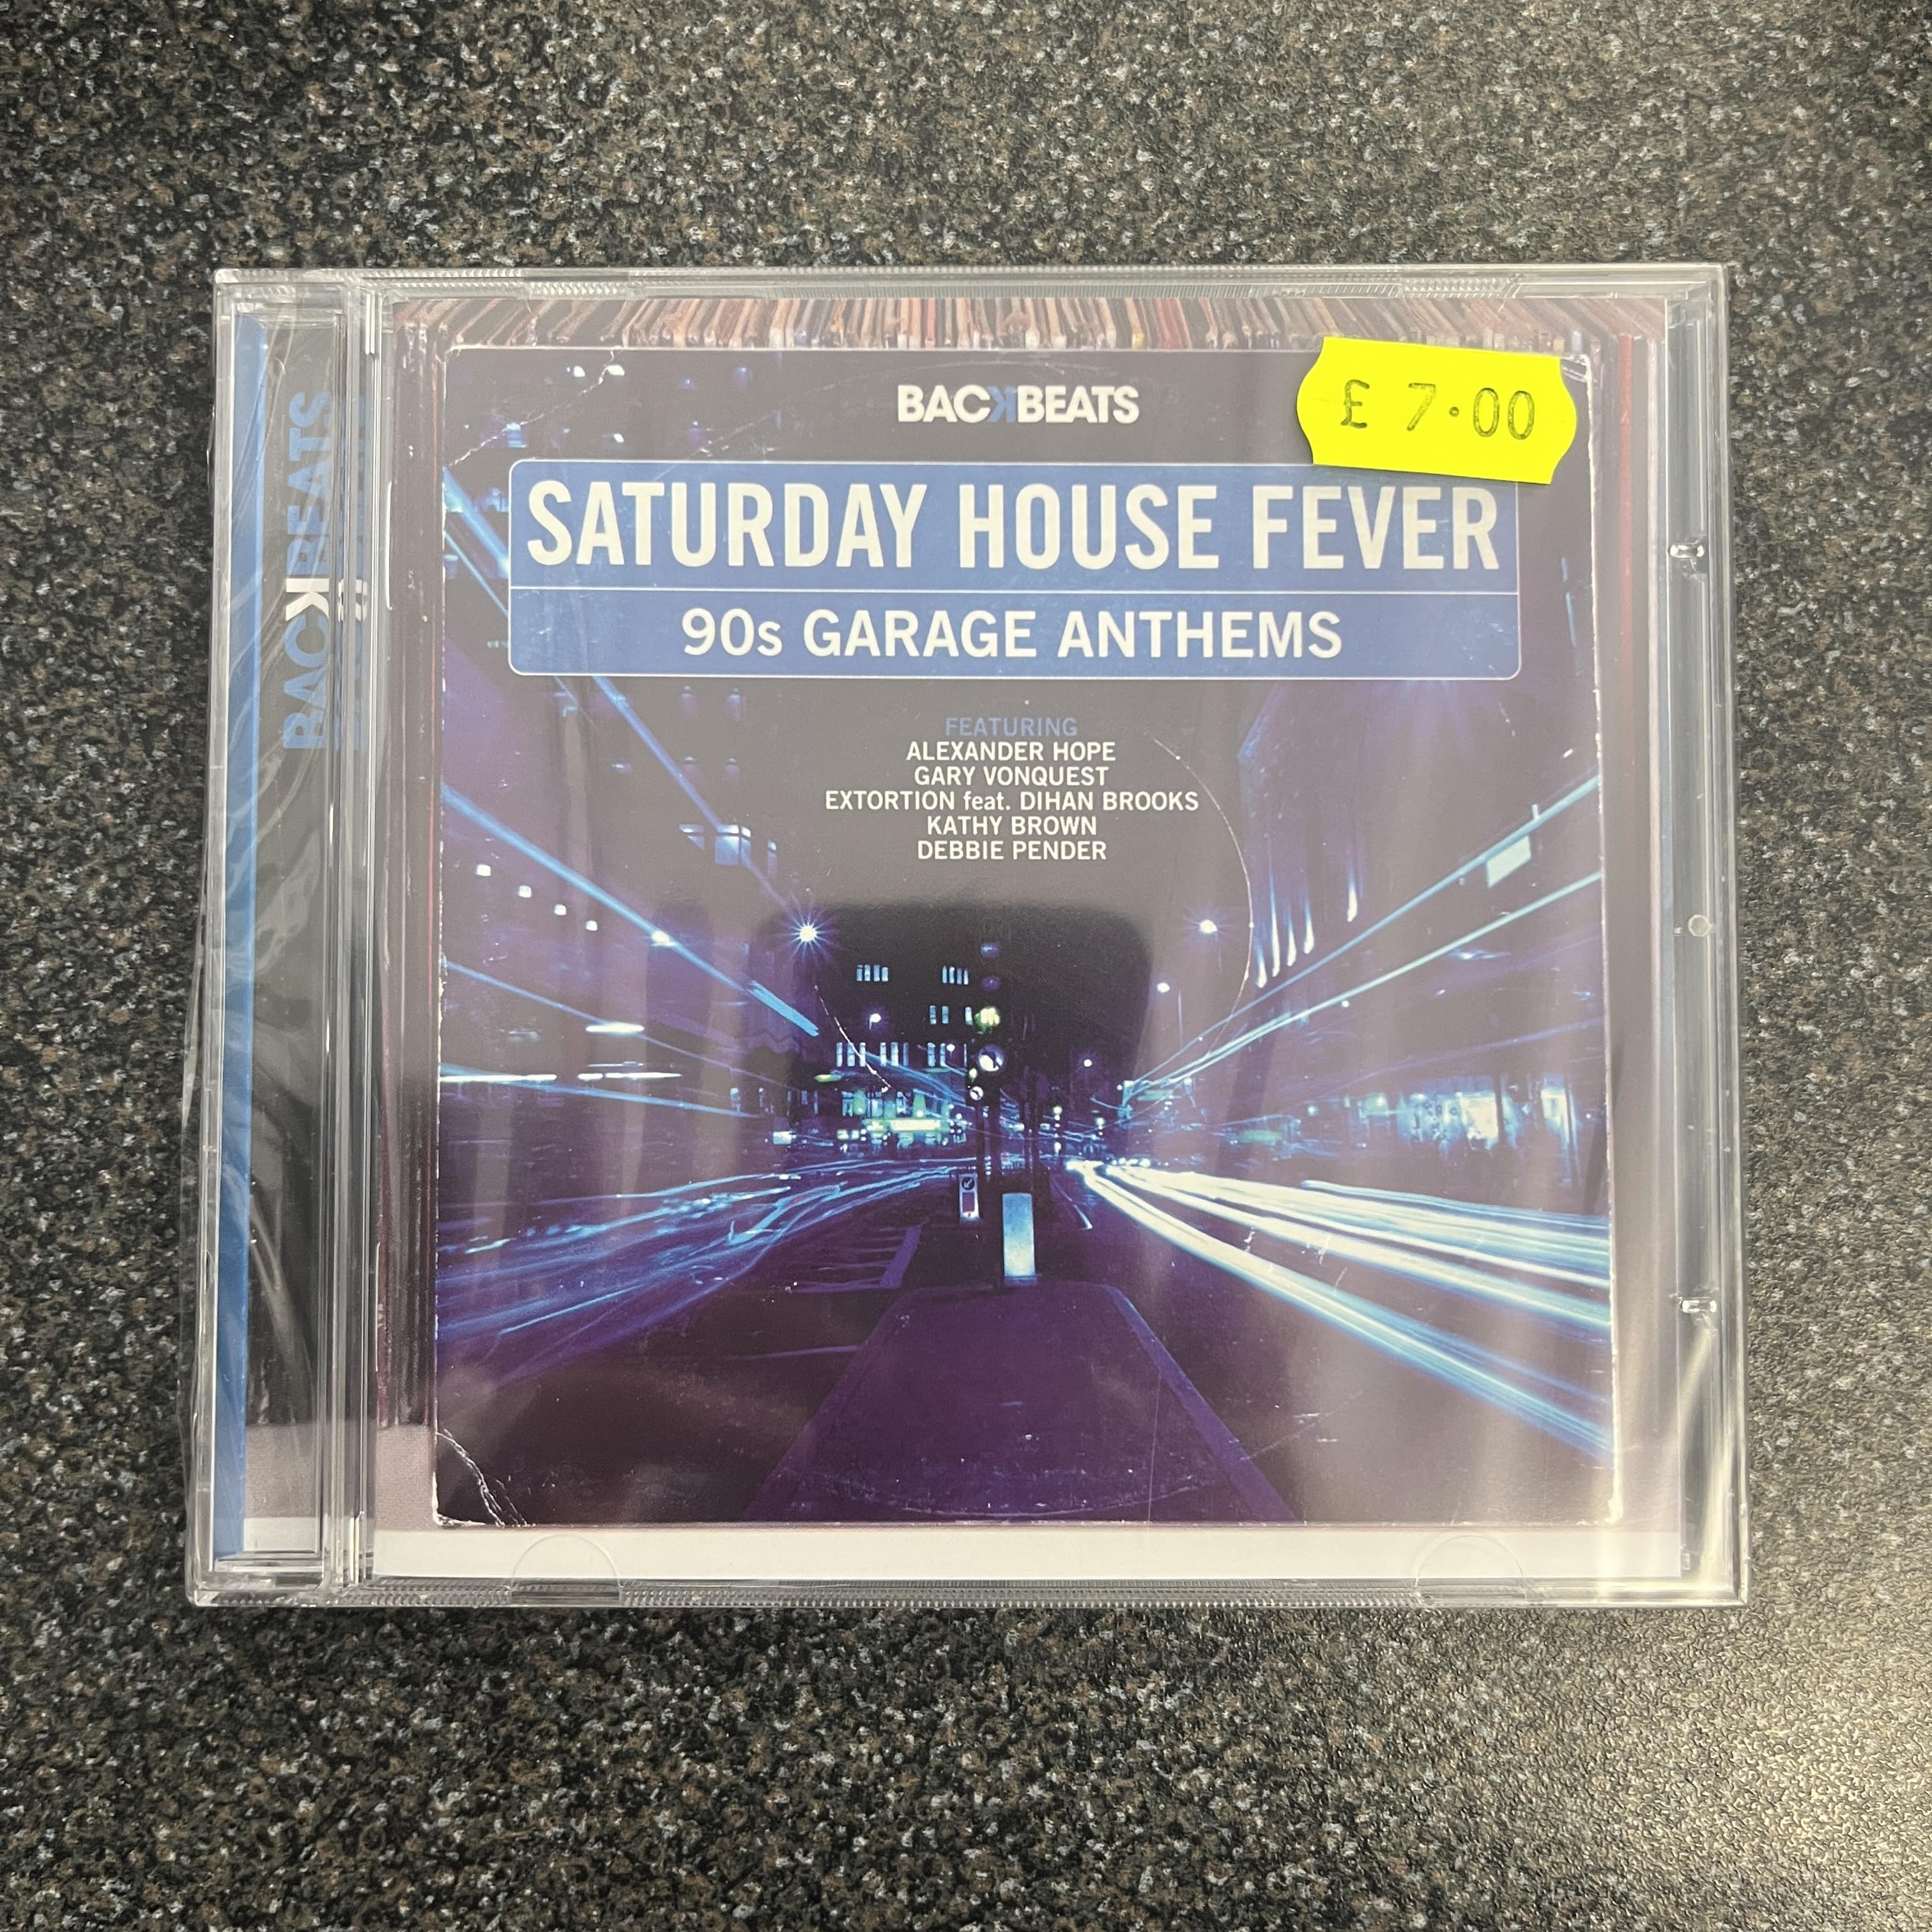 BACKBEATS
£ 7.00
SATURDAY HOUSE FEVER
90s GARAGE ANTHEMS
FEATURING
ALEXANDER HOPE
GARY VONQUEST
EXTORTION feat. DIHAN BROOKS
KATHY BROWN
DEBBIE PENDER
BACKBEATS